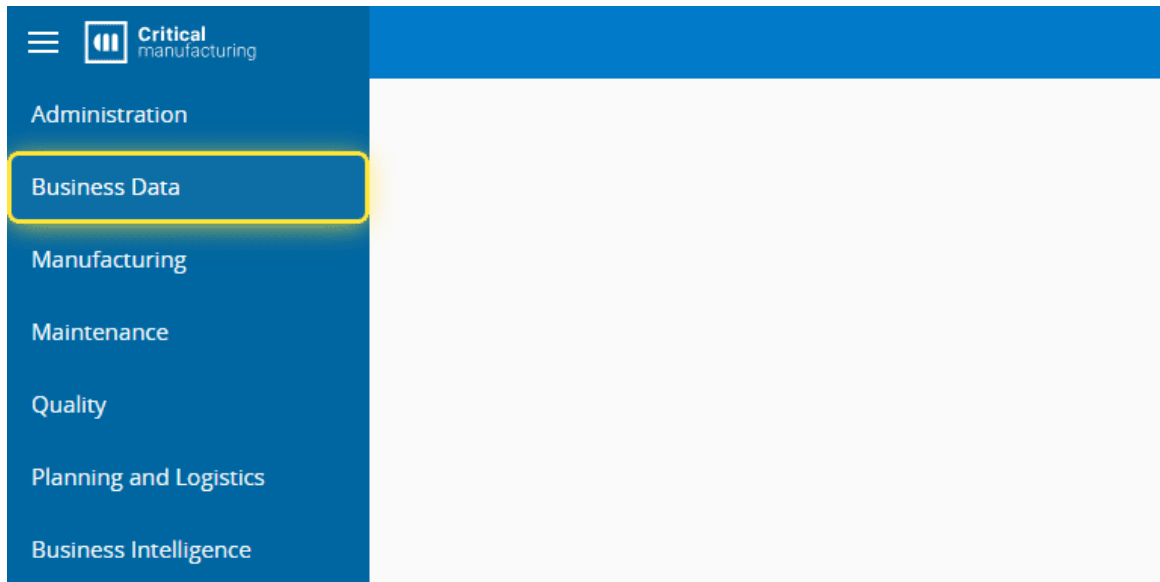 Critical
manufacturing
Administration
Business Data
Manufacturing
Maintenance
Quality
Planning and Logistics
Business Intelligence